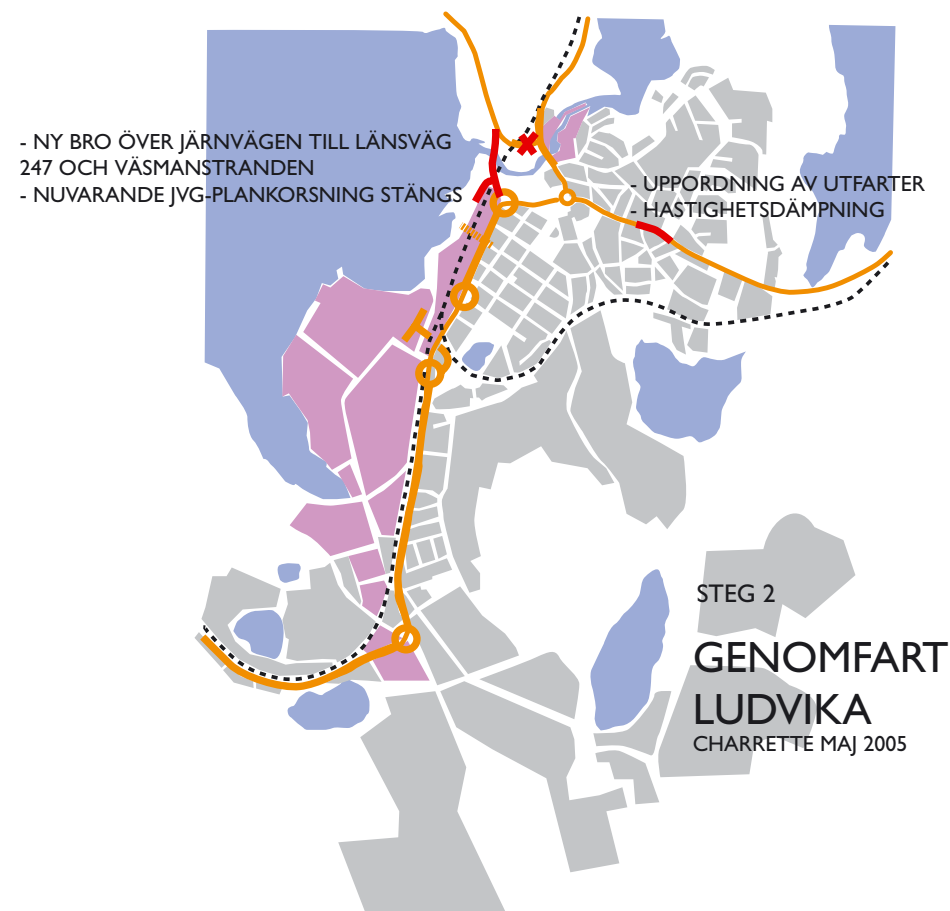 - NY BRO ÖVER JÄRNVÄGEN TILL LÄNSVÄG
247 OCH VÄSMANSTRANDEN
- NUVARANDE JVG-PLANKORSNING STÄNGS
- UPPORDNING AV UTFARTER
- HASTIGHETSDÄMPNING
STEG 2
GENOMFART
LUDVIKA
CHARRETTE MAJ 2005